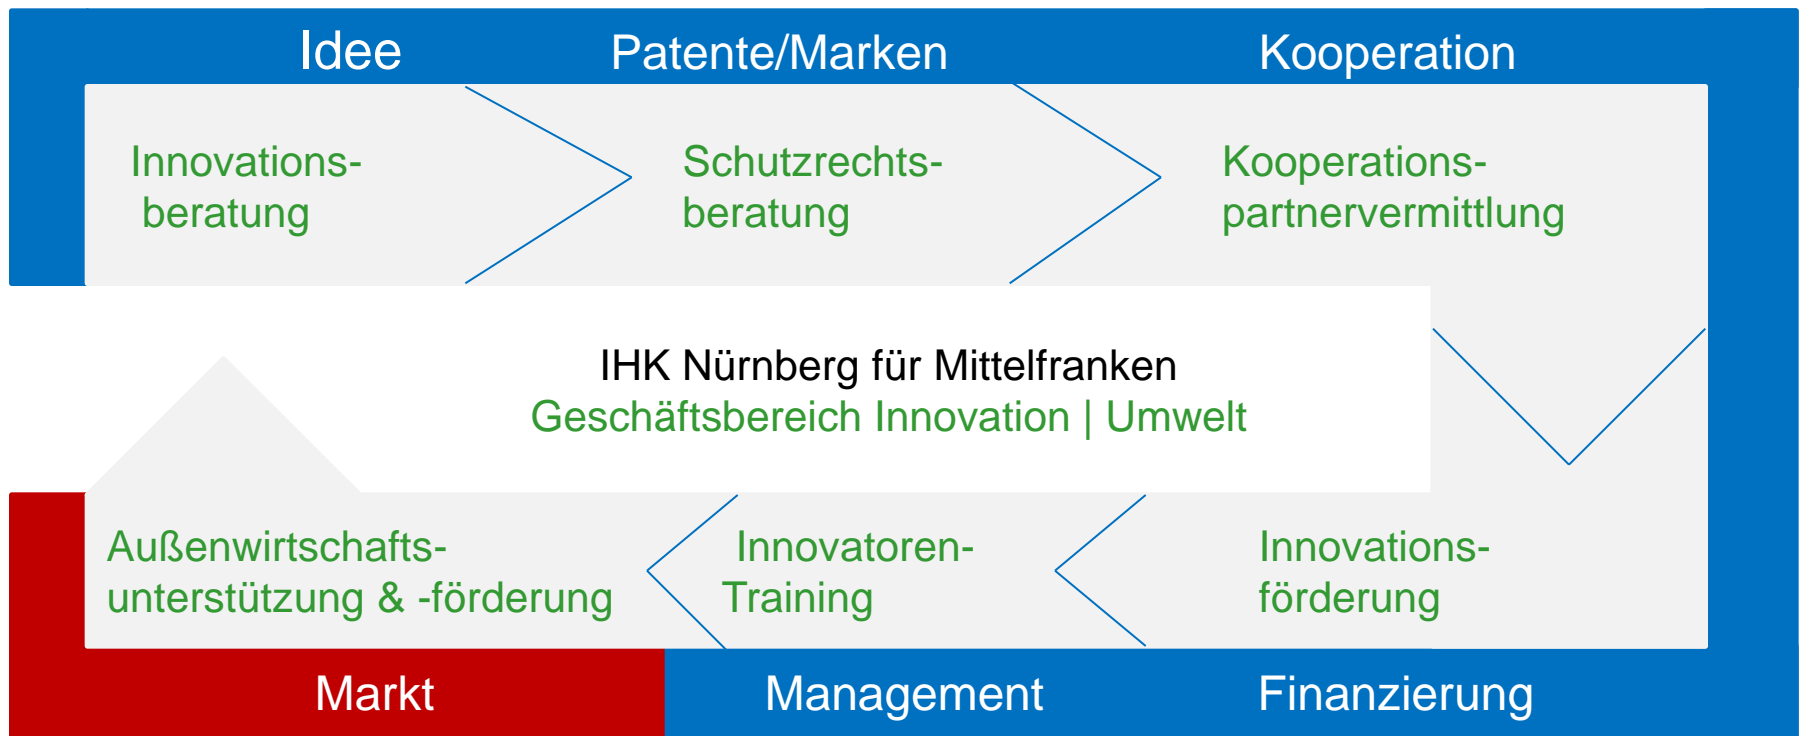 Idee
Patente/Marken
Kooperation
Innovations-
beratung
Schutzrechts-
beratung
Kooperations-
partnervermittlung
IHK Nürnberg für Mittelfranken
Geschäftsbereich Innovation | Umwelt
Außenwirtschafts-
unterstützung & -förderung
Innovatoren-
Training
Innovations-
förderung
Markt
Management
Finanzierung